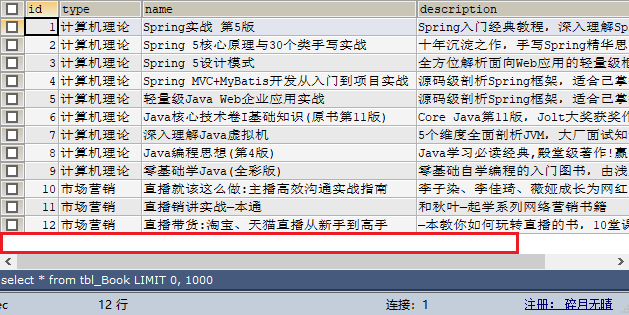 id type name description
1 计算机理论 Spring实战 第5版 Spring入门经典教程，深入理解Sp
2 计算机理论 Spring 5核心原理与30个类手写实战 十年沉淀之作，手写Spring精华思
3 计算机理论 Spring 5设计模式 全方位解析面向Web应用的轻量级框
4 计算机理论 Spring MVC+MyBatis开发从入门到项目实战 源码级剖析Spring框架，适合已掌
5 计算机理论 轻量级Java Web企业应用实战 源码级剖析Spring框架，适合已掌
6 计算机理论 Java核心技术卷I基础知识(原书第11版) Core Java第11版，Jolt大奖获奖作
7 计算机理论 深入理解Java虚拟机 5个维度全面剖析JVM，大厂面试知
8 计算机理论 Java编程思想(第4版) Java学习必读经典,殿堂级著作!赢
9 计算机理论 零基础学Java(全彩版) 零基础自学编程的入门图书，由浅
10 市场营销 直播就该这么做:主播高效沟通实战指南 李子柒、李佳琦、薇娅成长为网红
11 市场营销 直播销讲实战一本通 和秋叶一起学系列网络营销书籍
12 市场营销 直播带货:淘宝、天猫直播从新手到高手 一本教你如何玩转直播的书，10堂课
select * from tbl_Book LIMIT 0, 1000
ec 12 行 连接: 1 注册: 碎月无晴